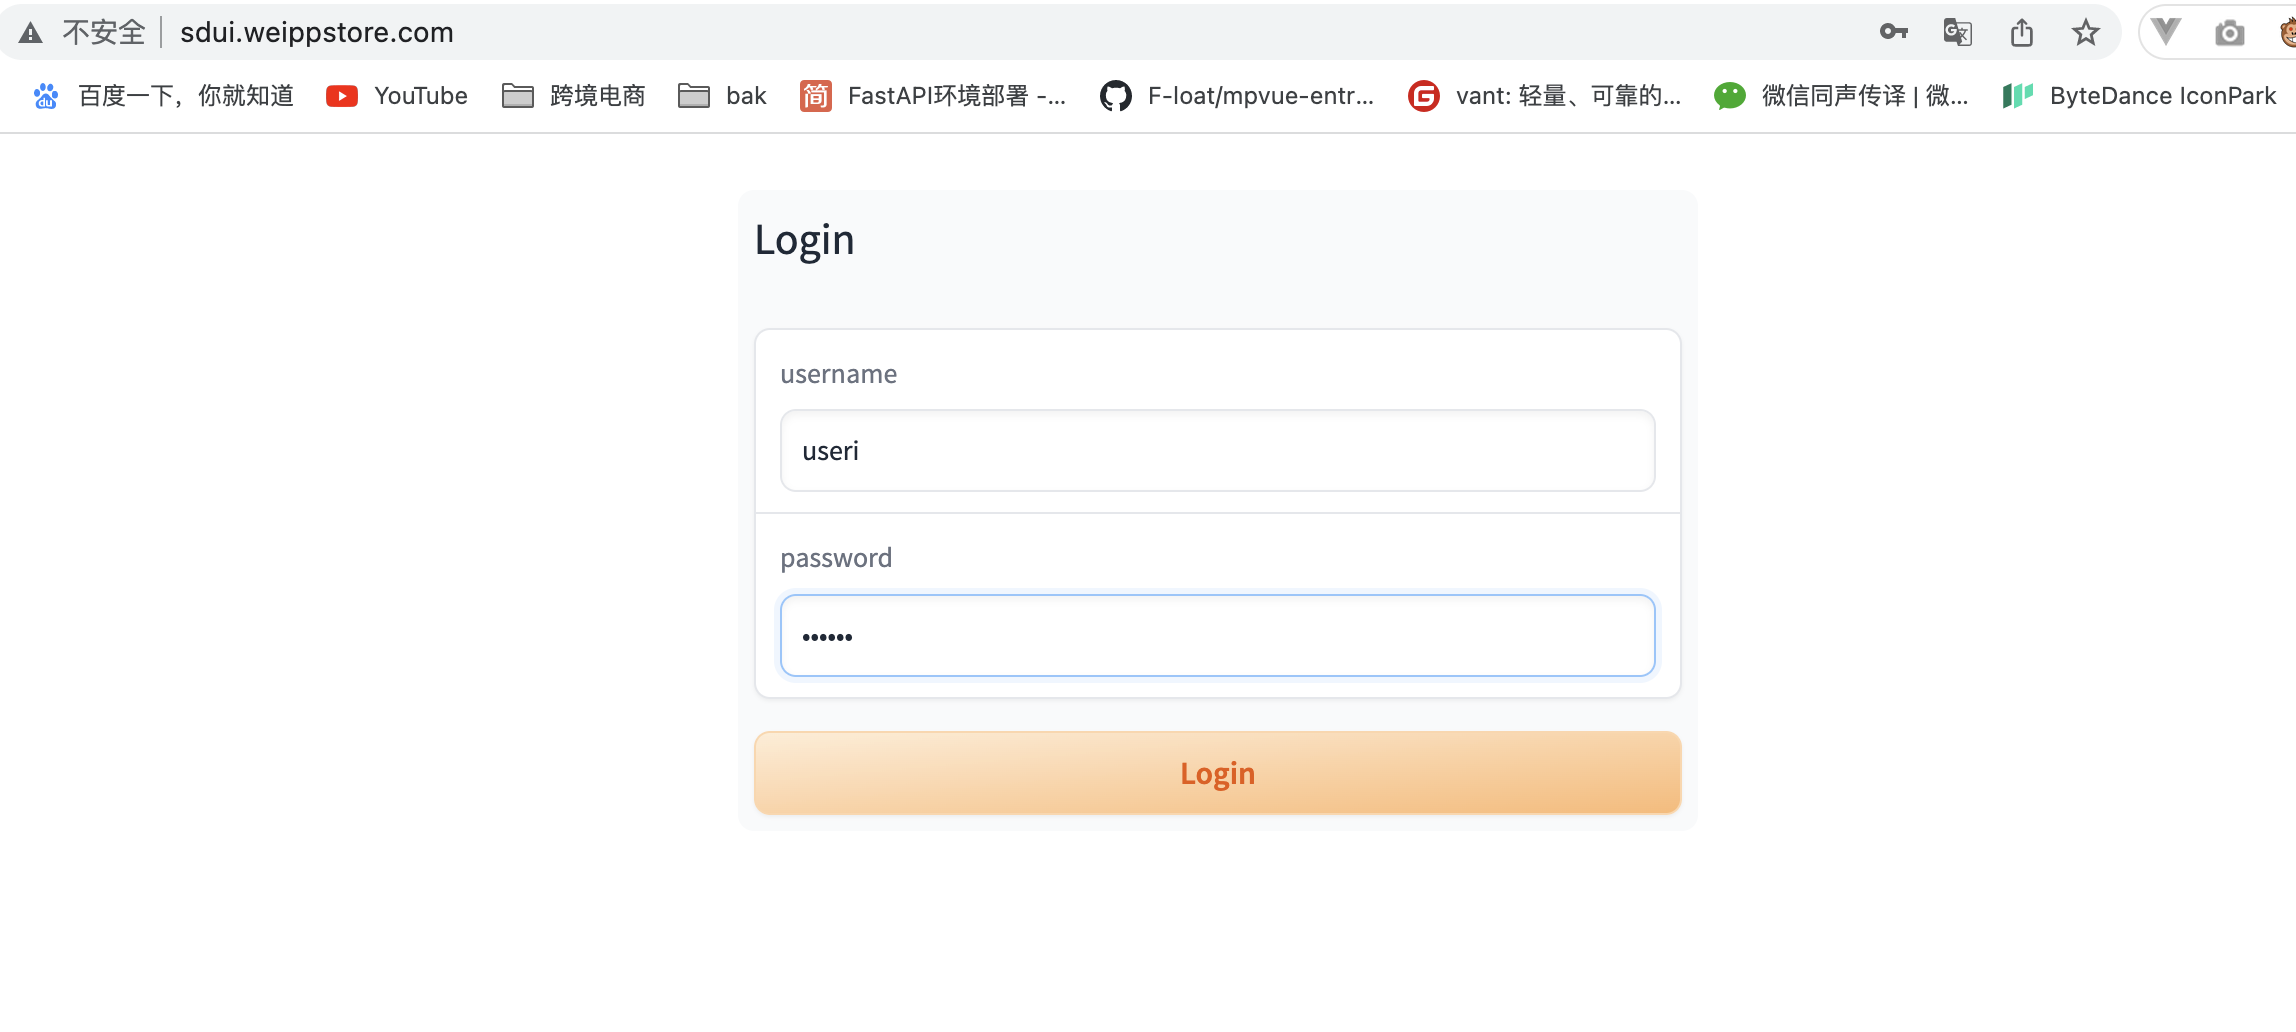 不安全 | sdui.weippstore.com
百度一下，你就知道 YouTube 跨境电商 bak 简 FastAPI环境部署 -... F-loat/mpvue-entr... G vant: 轻量、可靠的... 微信同声传译 | 微... ByteDance IconPark
Login
username
useri
password
••••••
Login